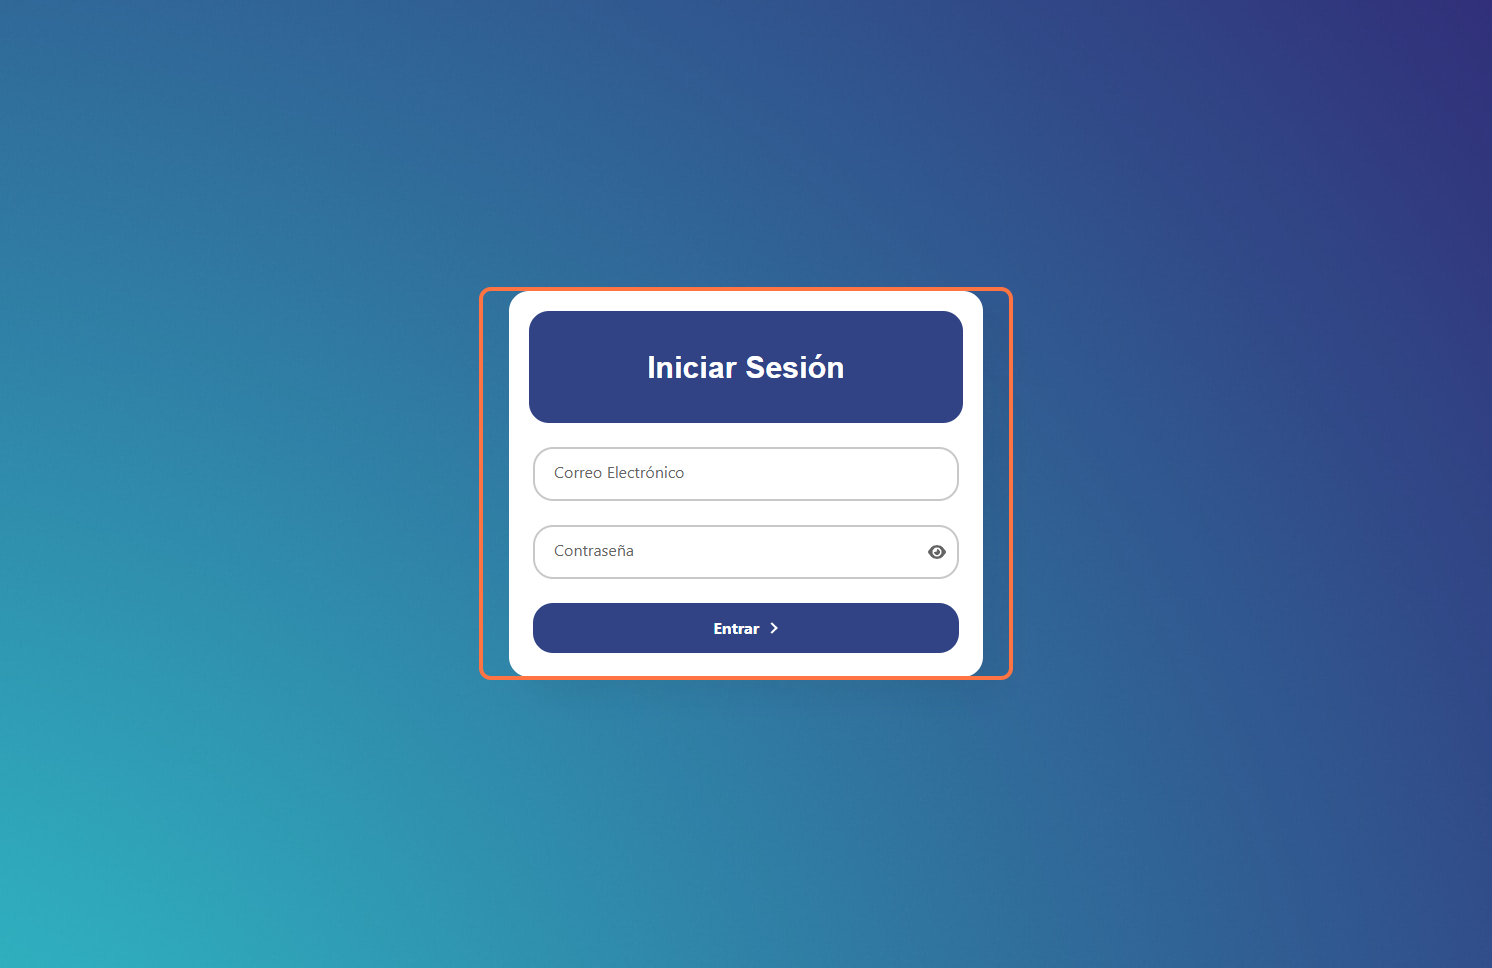 Iniciar Sesión
Correo Electrónico
Contraseña
Entrar